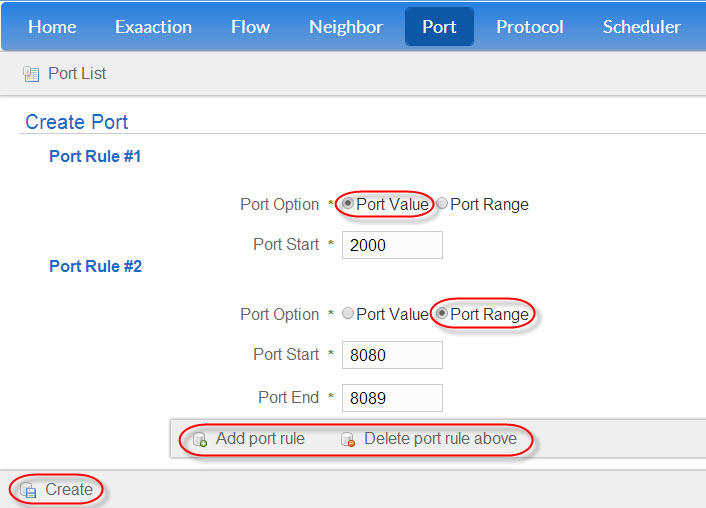 Home Exaaction Flow Neighbor Port Protocol Scheduler
Port List
Create Port
Port Rule #1
Port Option * Port Value Port Range
Port Start * 2000
Port Rule #2
Port Option * Port Value Port Range
Port Start * 8080
Port End * 8089
Add port rule Delete port rule above
Create